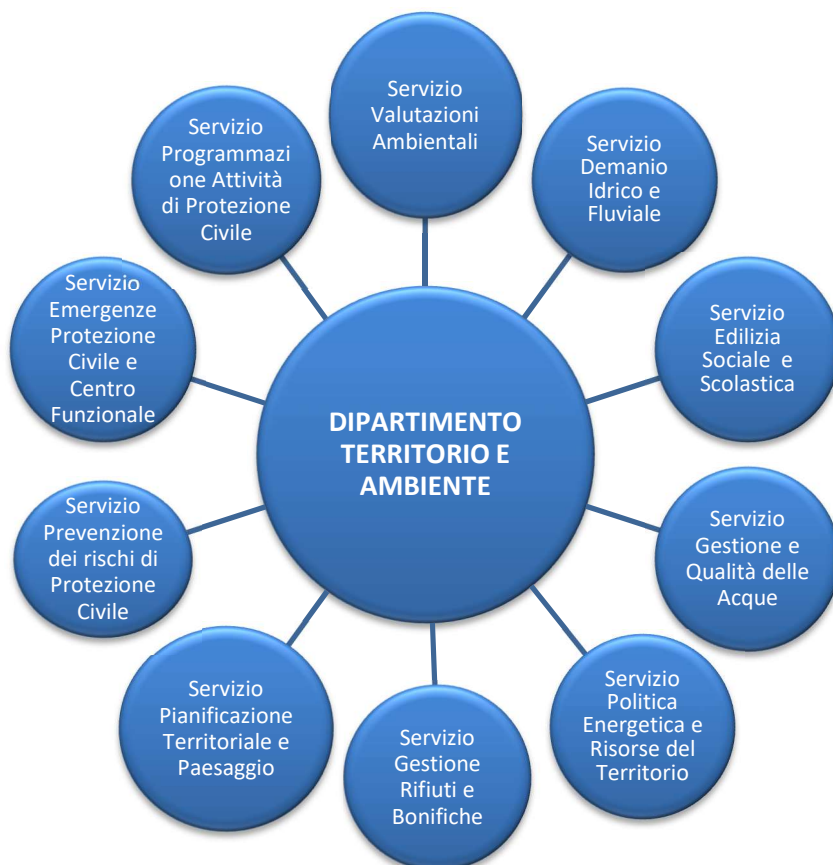 Servizio
Valutazioni
Ambientali
Servizio
Demanio
Idrico e
Fluviale
Servizio
Edilizia
Sociale e
Scolastica
Servizio
Gestione e
Qualità delle
Acque
Servizio
Politica
Energetica e
Risorse del
Territorio
Servizio
Gestione
Rifiuti e
Bonifiche
Servizio
Pianificazione
Territoriale e
Paesaggio
Servizio
Prevenzione
dei rischi di
Protezione
Civile
Servizio
Emergenze
Protezione
Civile e
Centro
Funzionale
Servizio
Programmazi
one Attività
di Protezione
Civile
DIPARTIMENTO
TERRITORIO E
AMBIENTE